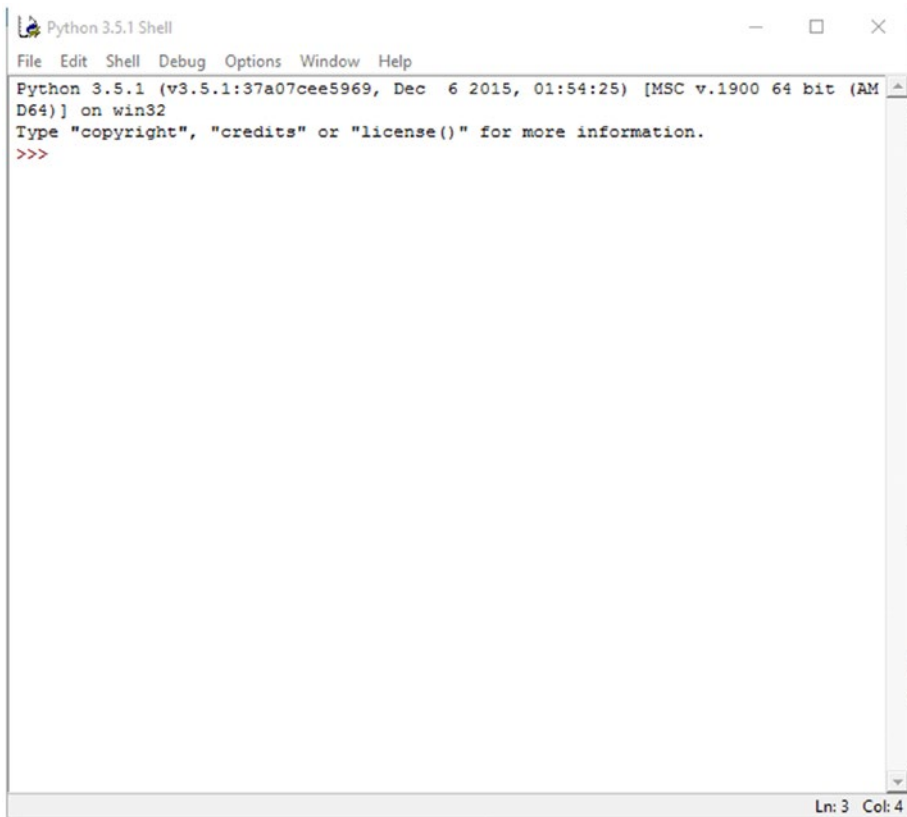 Python 3.5.1 Shell
File Edit Shell Debug Options Window Help
Python 3.5.1 (v3.5.1:37a07cee5969, Dec  6 2015, 01:54:25) [MSC v.1900 64 bit (AM
D64)] on win32
Type "copyright", "credits" or "license()" for more information.
>>>
Ln: 3 Col: 4